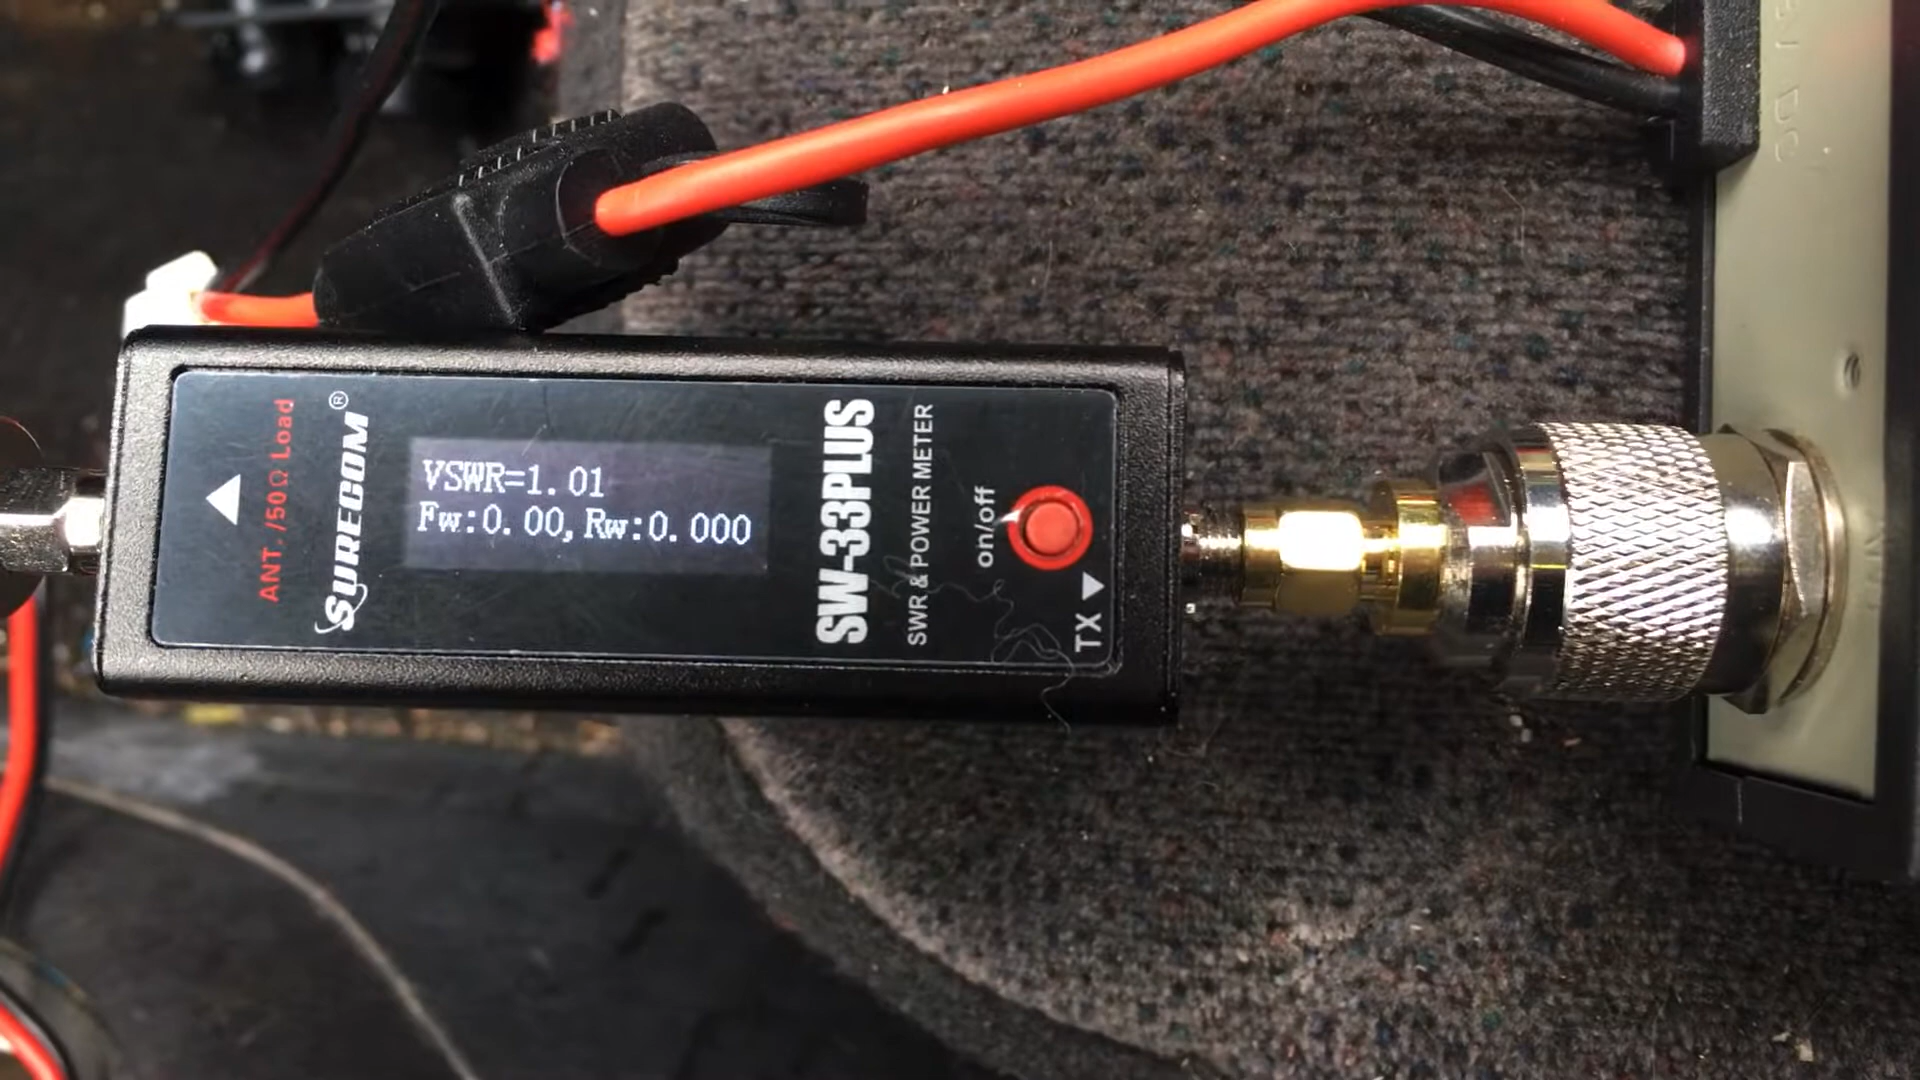 ANT./50Ω Load
SURECOM®
VSWR=1.01
Fw:0.00,Rw:0.000
SW-33PLUS
SWR & POWER METER
on/off
TX